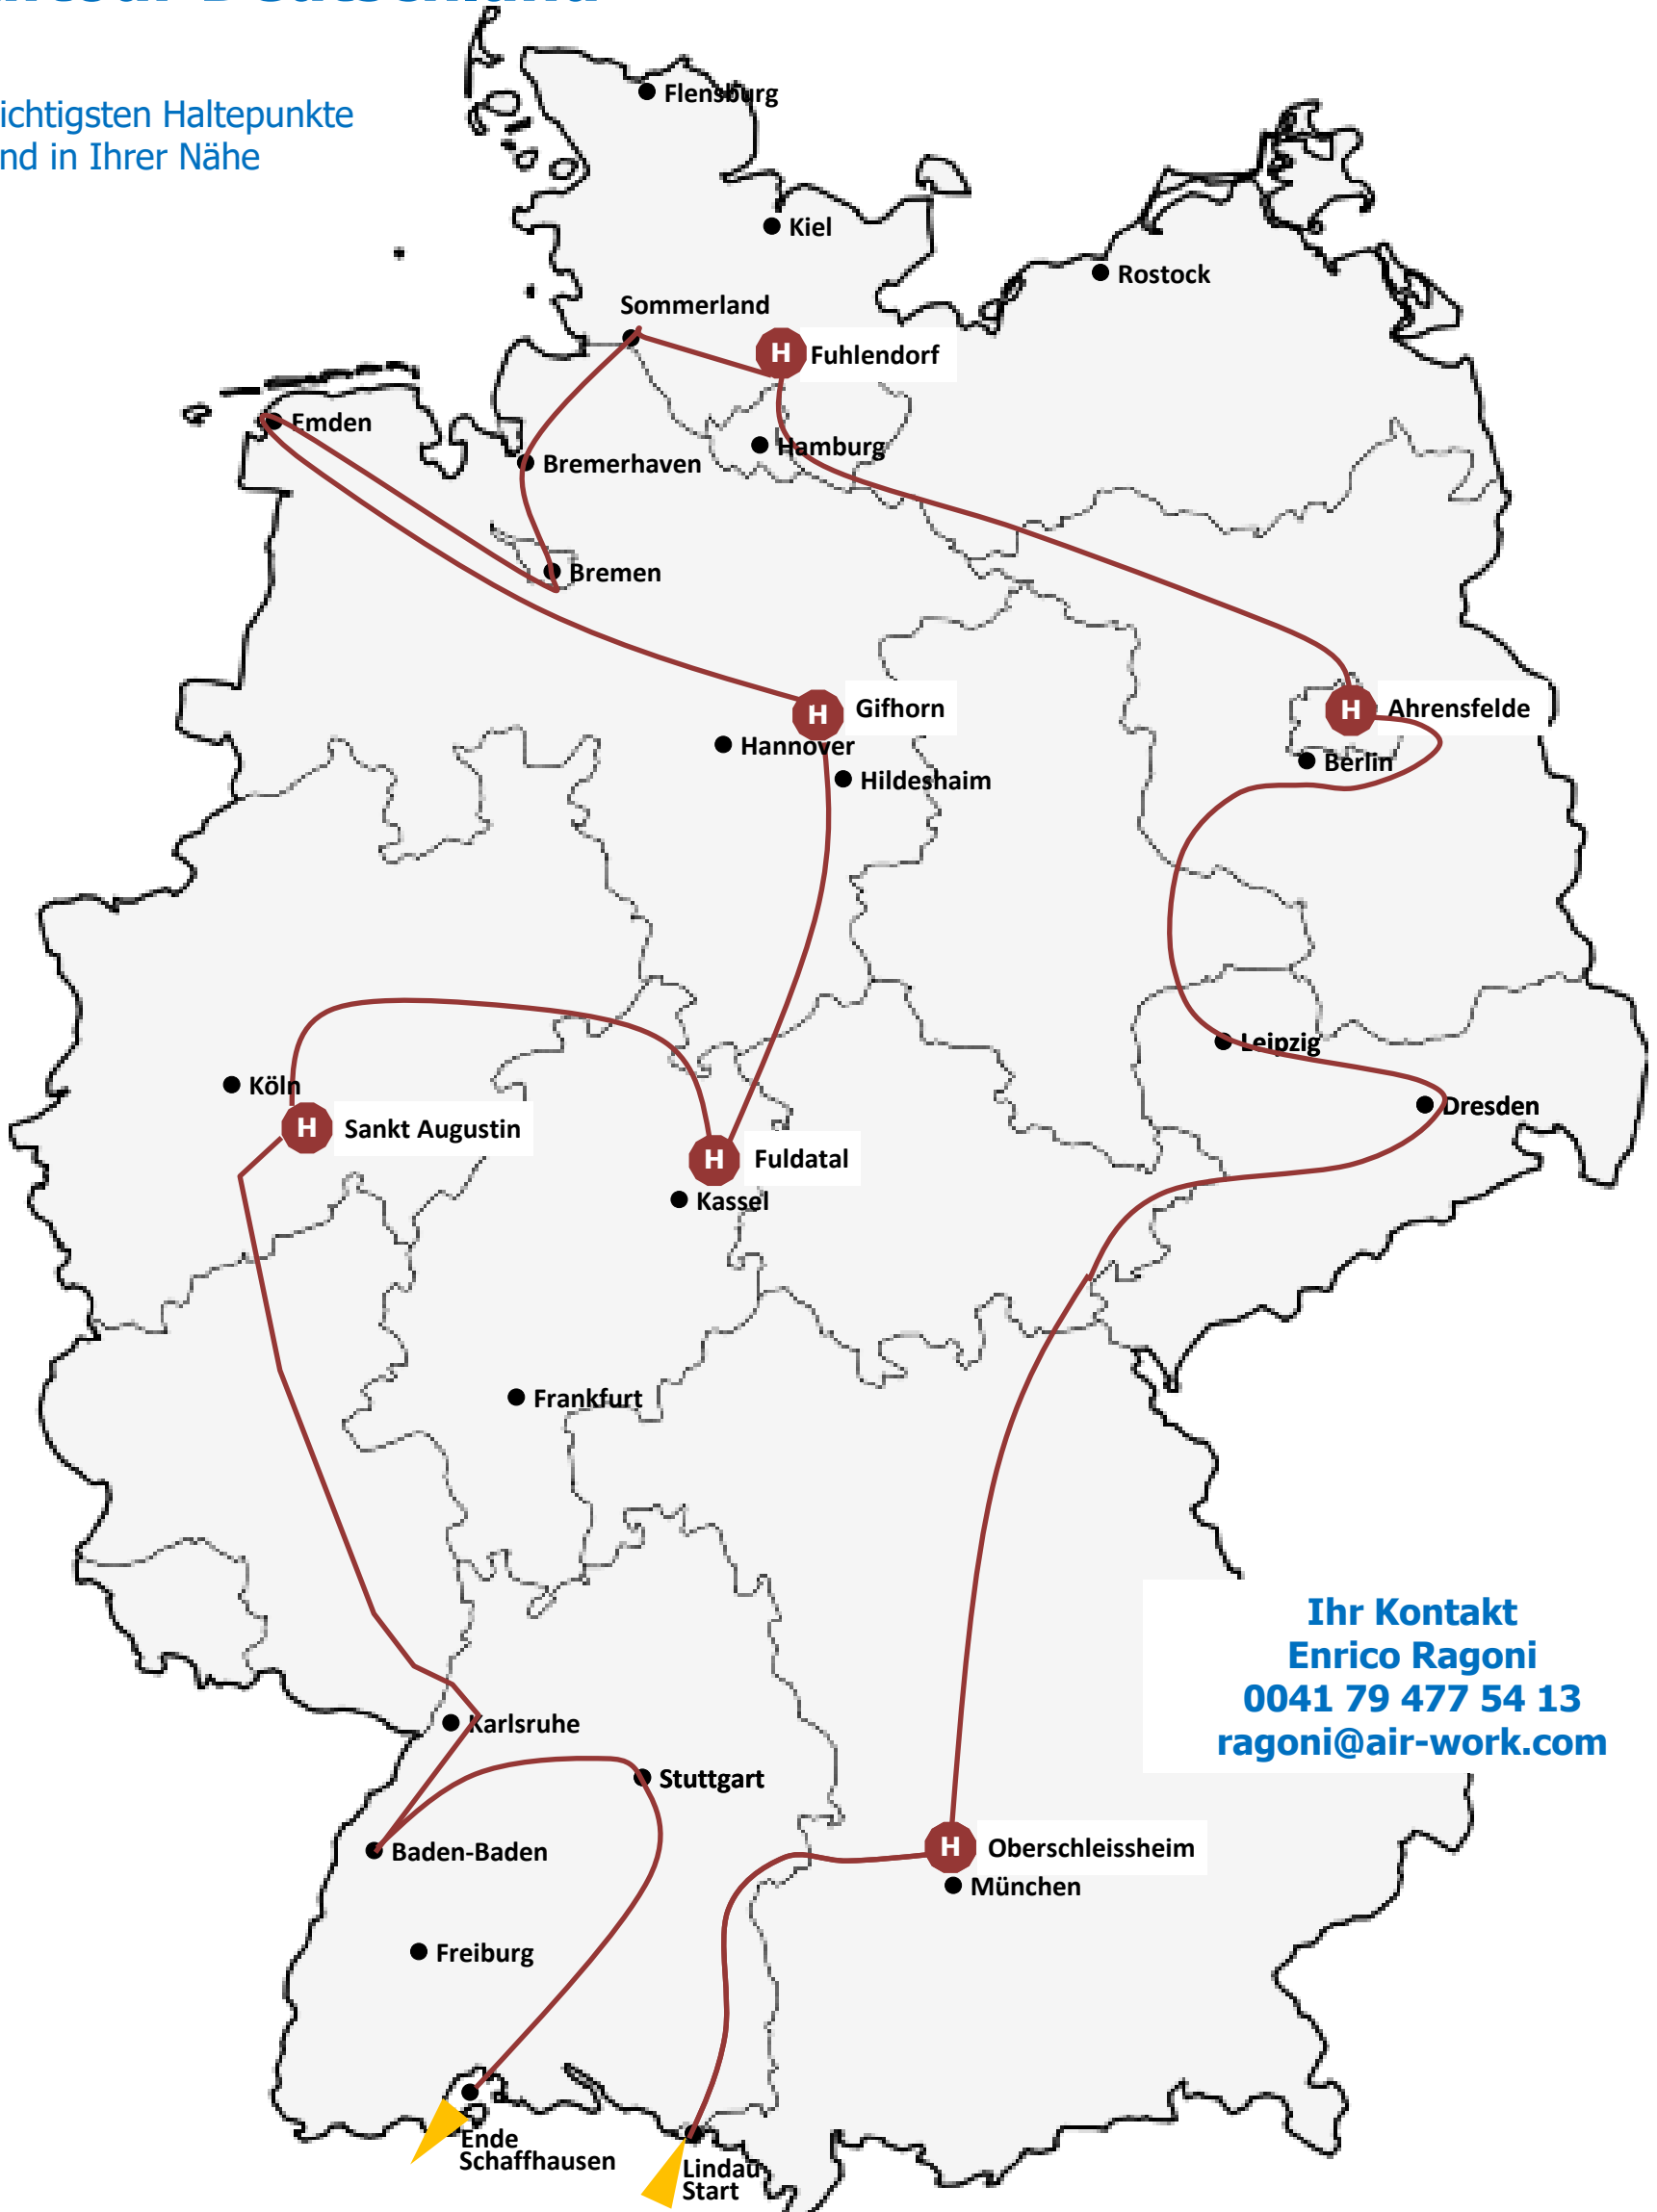 Deutschland
ichtigsten Haltepunkte
nd in Ihrer Nähe
Flensburg
Kiel
Rostock
Sommerland
H Fuhlendorf
Emden
Hamburg
Bremerhaven
Bremen
H Gifhorn
H Ahrensfelde
Hannover
Berlin
Hildeshaim
Leipzig
Köln
Dresden
H Sankt Augustin
H Fuldatal
Kassel
Frankfurt
Ihr Kontakt
Enrico Ragoni
0041 79 477 54 13
ragoni@air-work.com
Karlsruhe
Stuttgart
Baden-Baden
H Oberschleissheim
München
Freiburg
Ende
Schaffhausen
Lindau
Start